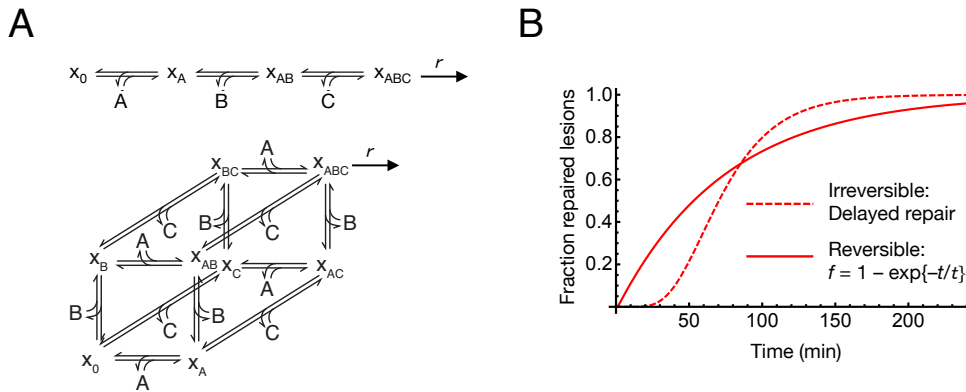 A
x0 xA xAB xABC r
A B C
A
xBC xABC r
B B
C C
A
xB xAB xC xAC
A
B B
C C
x0 xA
A
B
Fraction repaired lesions
1.0
0.8
0.6
0.4
0.2
50 100 150 200
Time (min)
Irreversible:
Delayed repair
Reversible:
f = 1 − exp{−t/t}